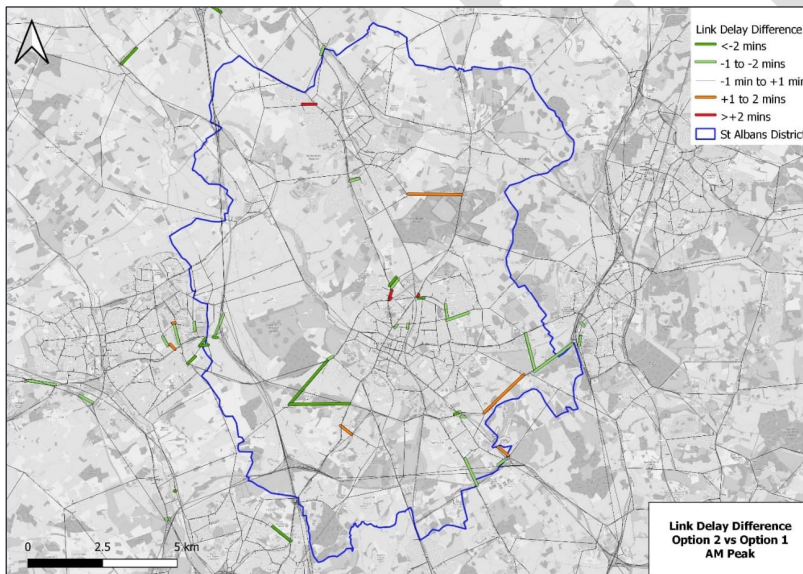 Link Delay Difference
<-2 mins
-1 to -2 mins
-1 min to +1 min
+1 to 2 mins
>+2 mins
St Albans District
0 2.5 5 km
Link Delay Difference
Option 2 vs Option 1
AM Peak